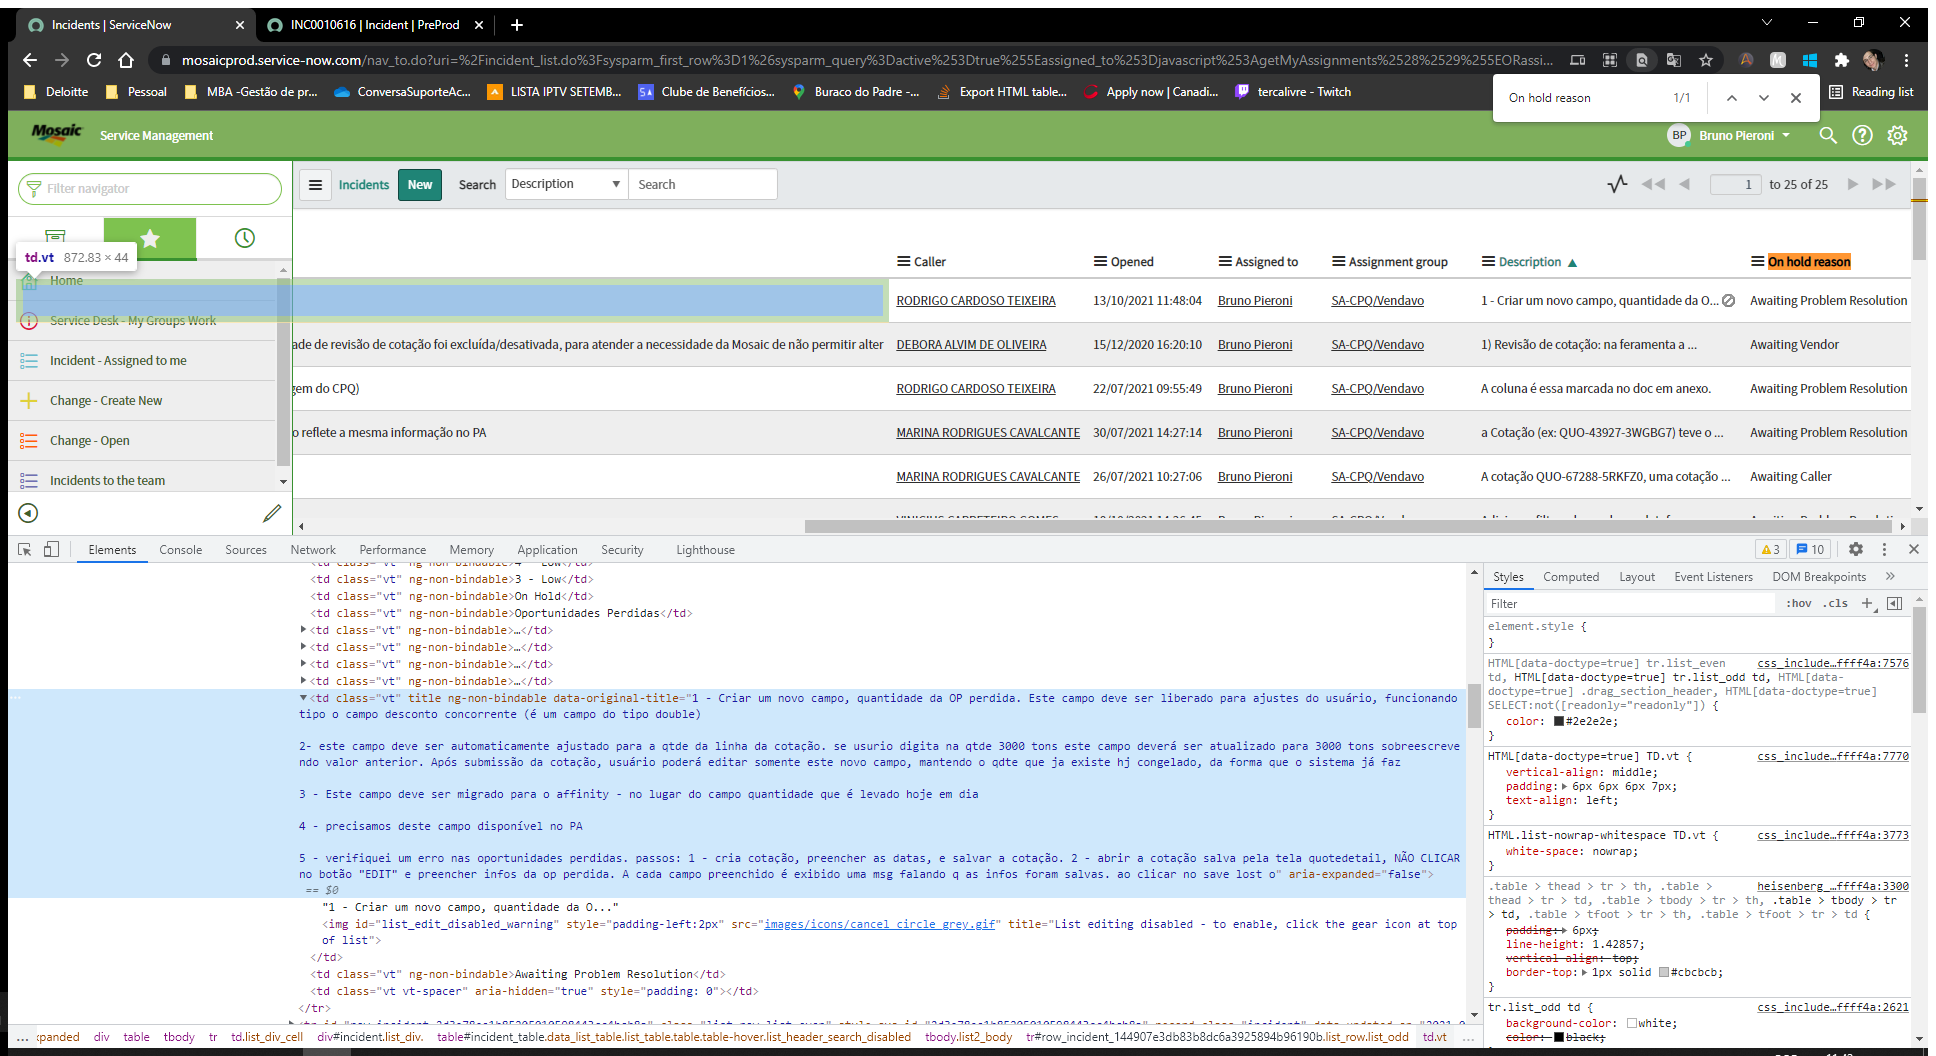 Incidents | ServiceNow
INC0010616 | Incident | PreProd
mosaicprod.service-now.com/nav_to.do?uri=%2Fincident_list.do%3Fsysparm_first_row%3D1%26sysparm_query%3Dactive%253Dtrue%255Eassigned_to%253Djavascript%253AgetMyAssignments%2528%2529%255EORassi...
Deloitte
Pessoal
MBA -Gestão de pr...
ConversaSuporteAc...
LISTA IPTV SETEMB...
Clube de Benefícios...
Buraco do Padre -...
Export HTML table...
Apply now | Canadi...
tercalivre - Twitch
On hold reason 1/1
Reading list
Mosaic Service Management
BP Bruno Pieroni
Filter navigator
Incidents New Search Description Search
1 to 25 of 25
td.vt 872.83 × 44
Home
Service Desk - My Groups Work
Incident - Assigned to me
Change - Create New
Change - Open
Incidents to the team
Caller Opened Assigned to Assignment group Description ▲ On hold reason
RODRIGO CARDOSO TEIXEIRA 13/10/2021 11:48:04 Bruno Pieroni SA-CPQ/Vendavo 1 - Criar um novo campo, quantidade da O... Awaiting Problem Resolution
ade de revisão de cotação foi excluída/desativada, para atender a necessidade da Mosaic de não permitir alter DEBORA ALVIM DE OLIVEIRA 15/12/2020 16:20:10 Bruno Pieroni SA-CPQ/Vendavo 1) Revisão de cotação: na feramenta a ... Awaiting Vendor
gem do CPQ) RODRIGO CARDOSO TEIXEIRA 22/07/2021 09:55:49 Bruno Pieroni SA-CPQ/Vendavo A coluna é essa marcada no doc em anexo. Awaiting Problem Resolution
o reflete a mesma informação no PA MARINA RODRIGUES CAVALCANTE 30/07/2021 14:27:14 Bruno Pieroni SA-CPQ/Vendavo a Cotação (ex: QUO-43927-3WGBG7) teve o ... Awaiting Problem Resolution
MARINA RODRIGUES CAVALCANTE 26/07/2021 10:27:06 Bruno Pieroni SA-CPQ/Vendavo A cotação QUO-67288-5RKFZ0, uma cotação ... Awaiting Caller
Elements Console Sources Network Performance Memory Application Security Lighthouse
3 10
<td class="vt" ng-non-bindable>3 - Low</td>
<td class="vt" ng-non-bindable>On Hold</td>
<td class="vt" ng-non-bindable>Oportunidades Perdidas</td>
<td class="vt" ng-non-bindable>…</td>
<td class="vt" ng-non-bindable>…</td>
<td class="vt" ng-non-bindable>…</td>
<td class="vt" ng-non-bindable>…</td>
<td class="vt" title ng-non-bindable data-original-title="1 - Criar um novo campo, quantidade da OP perdida. Este campo deve ser liberado para ajustes do usuário, funcionando
tipo o campo desconto concorrente (é um campo do tipo double)
2- este campo deve ser automaticamente ajustado para a qtde da linha da cotação. se usurio digita na qtde 3000 tons este campo deverá ser atualizado para 3000 tons sobreescreve
ndo valor anterior. Após submissão da cotação, usuário poderá editar somente este novo campo, mantendo o qdte que ja existe hj congelado, da forma que o sistema já faz
3 - Este campo deve ser migrado para o affinity - no lugar do campo quantidade que é levado hoje em dia
4 - precisamos deste campo disponível no PA
5 - verifiquei um erro nas oportunidades perdidas. passos: 1 - cria cotação, preencher as datas, e salvar a cotação. 2 - abrir a cotação salva pela tela quotedetail, NÃO CLICAR
no botão "EDIT" e preencher infos da op perdida. A cada campo preenchido é exibido uma msg falando q as infos foram salvas. ao clicar no save lost o" aria-expanded="false">
== $0
"1 - Criar um novo campo, quantidade da O..."
<img id="list_edit_disabled_warning" style="padding-left:2px" src="images/icons/cancel_circle_grey.gif" title="List editing disabled - to enable, click the gear icon at top
of list">
</td>
<td class="vt" ng-non-bindable>Awaiting Problem Resolution</td>
<td class="vt vt-spacer" aria-hidden="true" style="padding: 0"></td>
</tr>
... xpanded div table tbody tr td.list_div_cell div#incident.list_div. table#incident_table.data_list_table.list_table.table.table-hover.list_header_search_disabled tbody.list2_body tr#row_incident_144907e3db83b8dc6a3925894b96190b.list_row.list_odd td.vt ...
Styles Computed Layout Event Listeners DOM Breakpoints »
Filter :hov .cls +
element.style {
}
HTML[data-doctype=true] tr.list_even css_include…ffff4a:7576
td, HTML[data-doctype=true] tr.list_odd td, HTML[data-
doctype=true] .drag_section_header, HTML[data-doctype=true]
SELECT:not([readonly="readonly"]) {
color: #2e2e2e;
}
HTML[data-doctype=true] TD.vt { css_include…ffff4a:7770
vertical-align: middle;
padding: 6px 6px 6px 7px;
text-align: left;
}
HTML.list-nowrap-whitespace TD.vt { css_include…ffff4a:3773
white-space: nowrap;
}
.table > thead > tr > th, .table > heisenberg_…ffff4a:3300
thead > tr > td, .table > tbody > tr > th, .table > tbody > tr
> td, .table > tfoot > tr > th, .table > tfoot > tr > td {
padding: 6px;
line-height: 1.42857;
vertical-align: top;
border-top: 1px solid #cbcbcb;
}
tr.list_odd td { css_include…ffff4a:2621
background-color: white;
color: black;